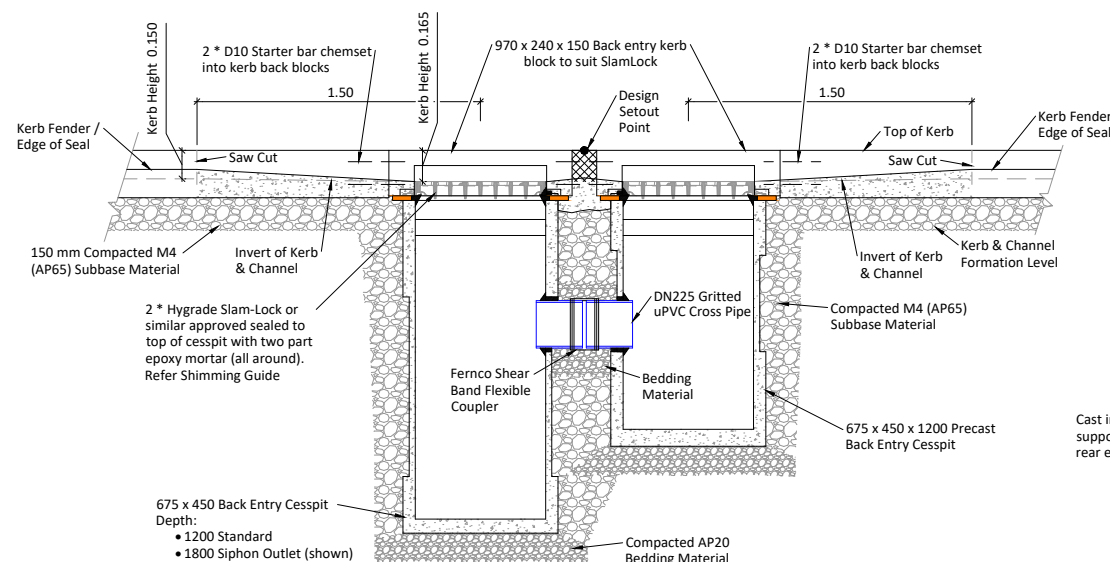 Kerb Height 0.150
Kerb Height 0.165
2 * D10 Starter bar chemset
into kerb back blocks
970 x 240 x 150 Back entry kerb
block to suit SlamLock
2 * D10 Starter bar chemset
into kerb back blocks
1.50
Design
Setout
Point
1.50
Kerb Fender /
Edge of Seal
Saw Cut
Top of Kerb
Saw Cut
Kerb Fender
Edge of Seal
150 mm Compacted M4
(AP65) Subbase Material
Invert of Kerb
& Channel
Invert of Kerb
& Channel
Kerb & Channel
Formation Level
2 * Hygrade Slam-Lock or
similar approved sealed to
top of cesspit with two part
epoxy mortar (all around).
Refer Shimming Guide
DN225 Gritted
uPVC Cross Pipe
Compacted M4 (AP65)
Subbase Material
Fernco Shear
Band Flexible
Coupler
Bedding
Material
675 x 450 x 1200 Precast
Back Entry Cesspit
Cast i
suppo
rear e
675 x 450 Back Entry Cesspit
Depth:
• 1200 Standard
• 1800 Siphon Outlet (shown)
Compacted AP20
Bedding Material